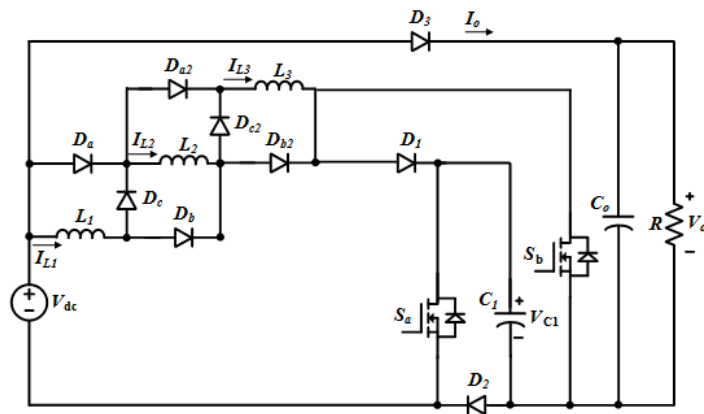 D3 Io
Da2 IL3 L3
Dc2
Da IL2 L2 Db2 D1
Dc
L1 Db
IL1
Co
R
+
Vo
−
Sb
+
−
Vdc
Sa
C1
+
VC1
−
D2